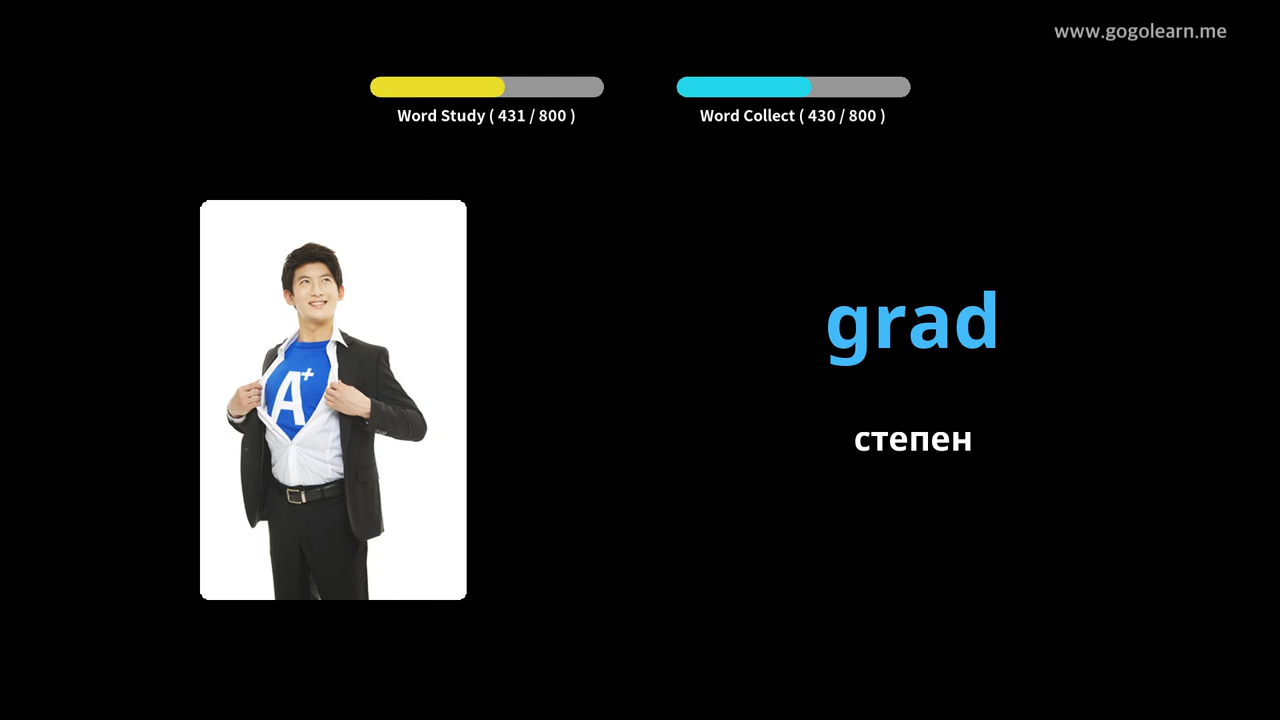 www.gogolearn.me
Word Study ( 431 / 800 )
Word Collect ( 430 / 800 )
A+
grad
степен